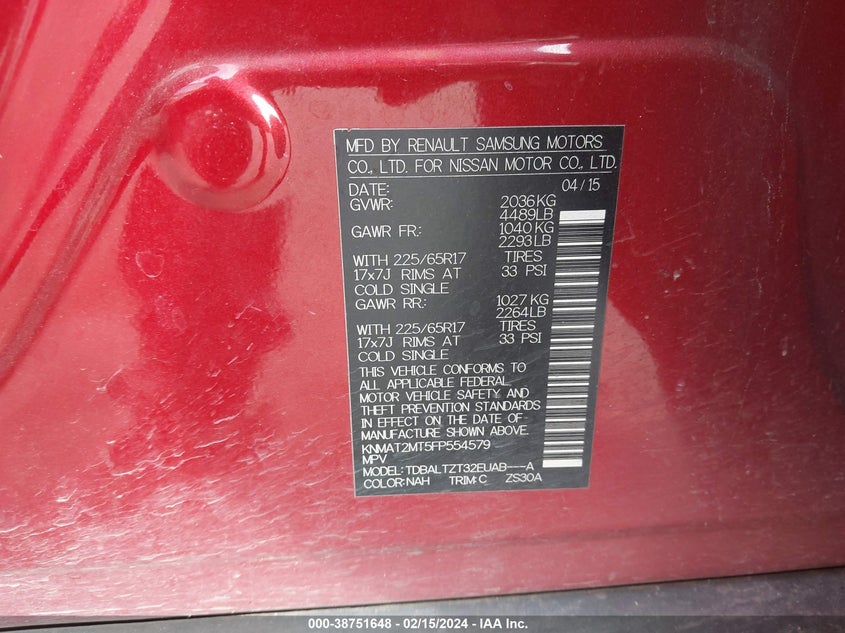 MFD BY RENAULT SAMSUNG MOTORS
CO., LTD. FOR NISSAN MOTOR CO., LTD.
DATE: 04/15
GVWR: 2036KG
4489LB
GAWR FR: 1040 KG
2293LB
WITH 225/65R17 TIRES
17x7J RIMS AT 33 PSI
COLD SINGLE
GAWR RR: 1027 KG
2264LB
WITH 225/65R17 TIRES
17x7J RIMS AT 33 PSI
COLD SINGLE
THIS VEHICLE CONFORMS TO
ALL APPLICABLE FEDERAL
MOTOR VEHICLE SAFETY AND
THEFT PREVENTION STANDARDS
IN EFFECT ON THE DATE OF
MANUFACTURE SHOWN ABOVE.
KNMAT2MT5FP554579
MPV
MODEL: TDBALTZT32EUAB---A
COLOR: NAH TRIM: C ZS30A
000-38751648 - 02/15/2024 - IAA Inc.